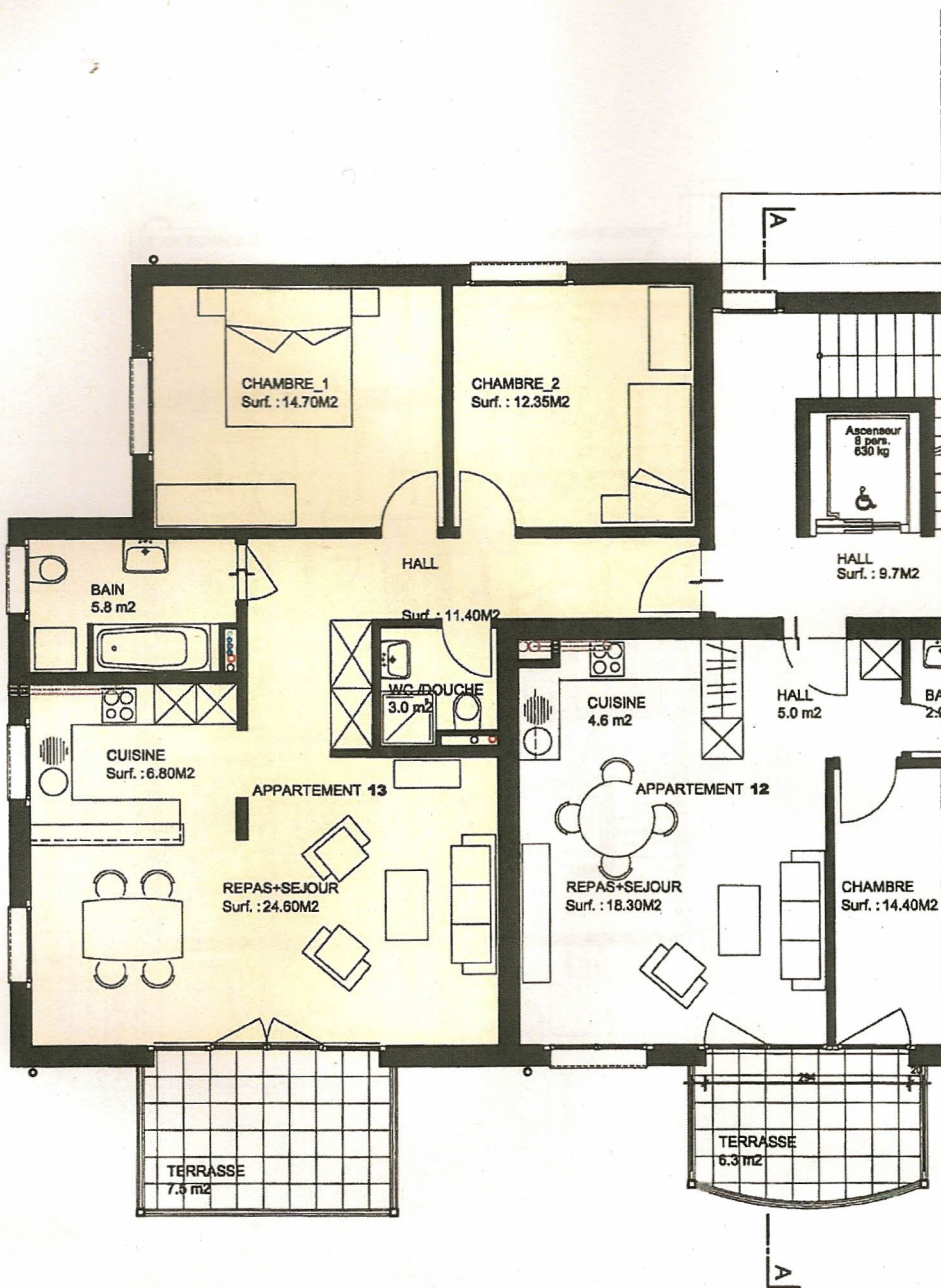 A
CHAMBRE_1
Surf. : 14.70M2
CHAMBRE_2
Surf. : 12.35M2
Ascenseur
8 pers.
630 kg
HALL
Surf. : 9.7M2
HALL
Surf. : 11.40M2
BAIN
5.8 m2
WC /DOUCHE
3.0 m2
CUISINE
Surf. : 6.80M2
CUISINE
4.6 m2
HALL
5.0 m2
APPARTEMENT 13
APPARTEMENT 12
REPAS+SEJOUR
Surf. : 24.60M2
REPAS+SEJOUR
Surf. : 18.30M2
CHAMBRE
Surf. : 14.40M2
294
TERRASSE
7.5 m2
TERRASSE
6.3 m2
A